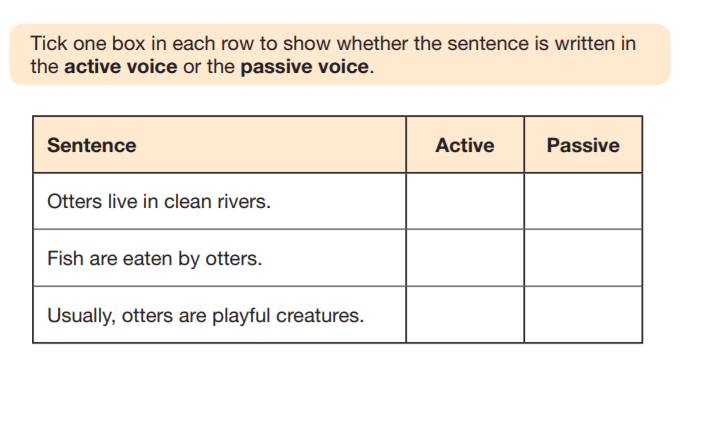 Tick one box in each row to show whether the sentence is written in
the active voice or the passive voice.
Sentence Active Passive
Otters live in clean rivers.
Fish are eaten by otters.
Usually, otters are playful creatures.